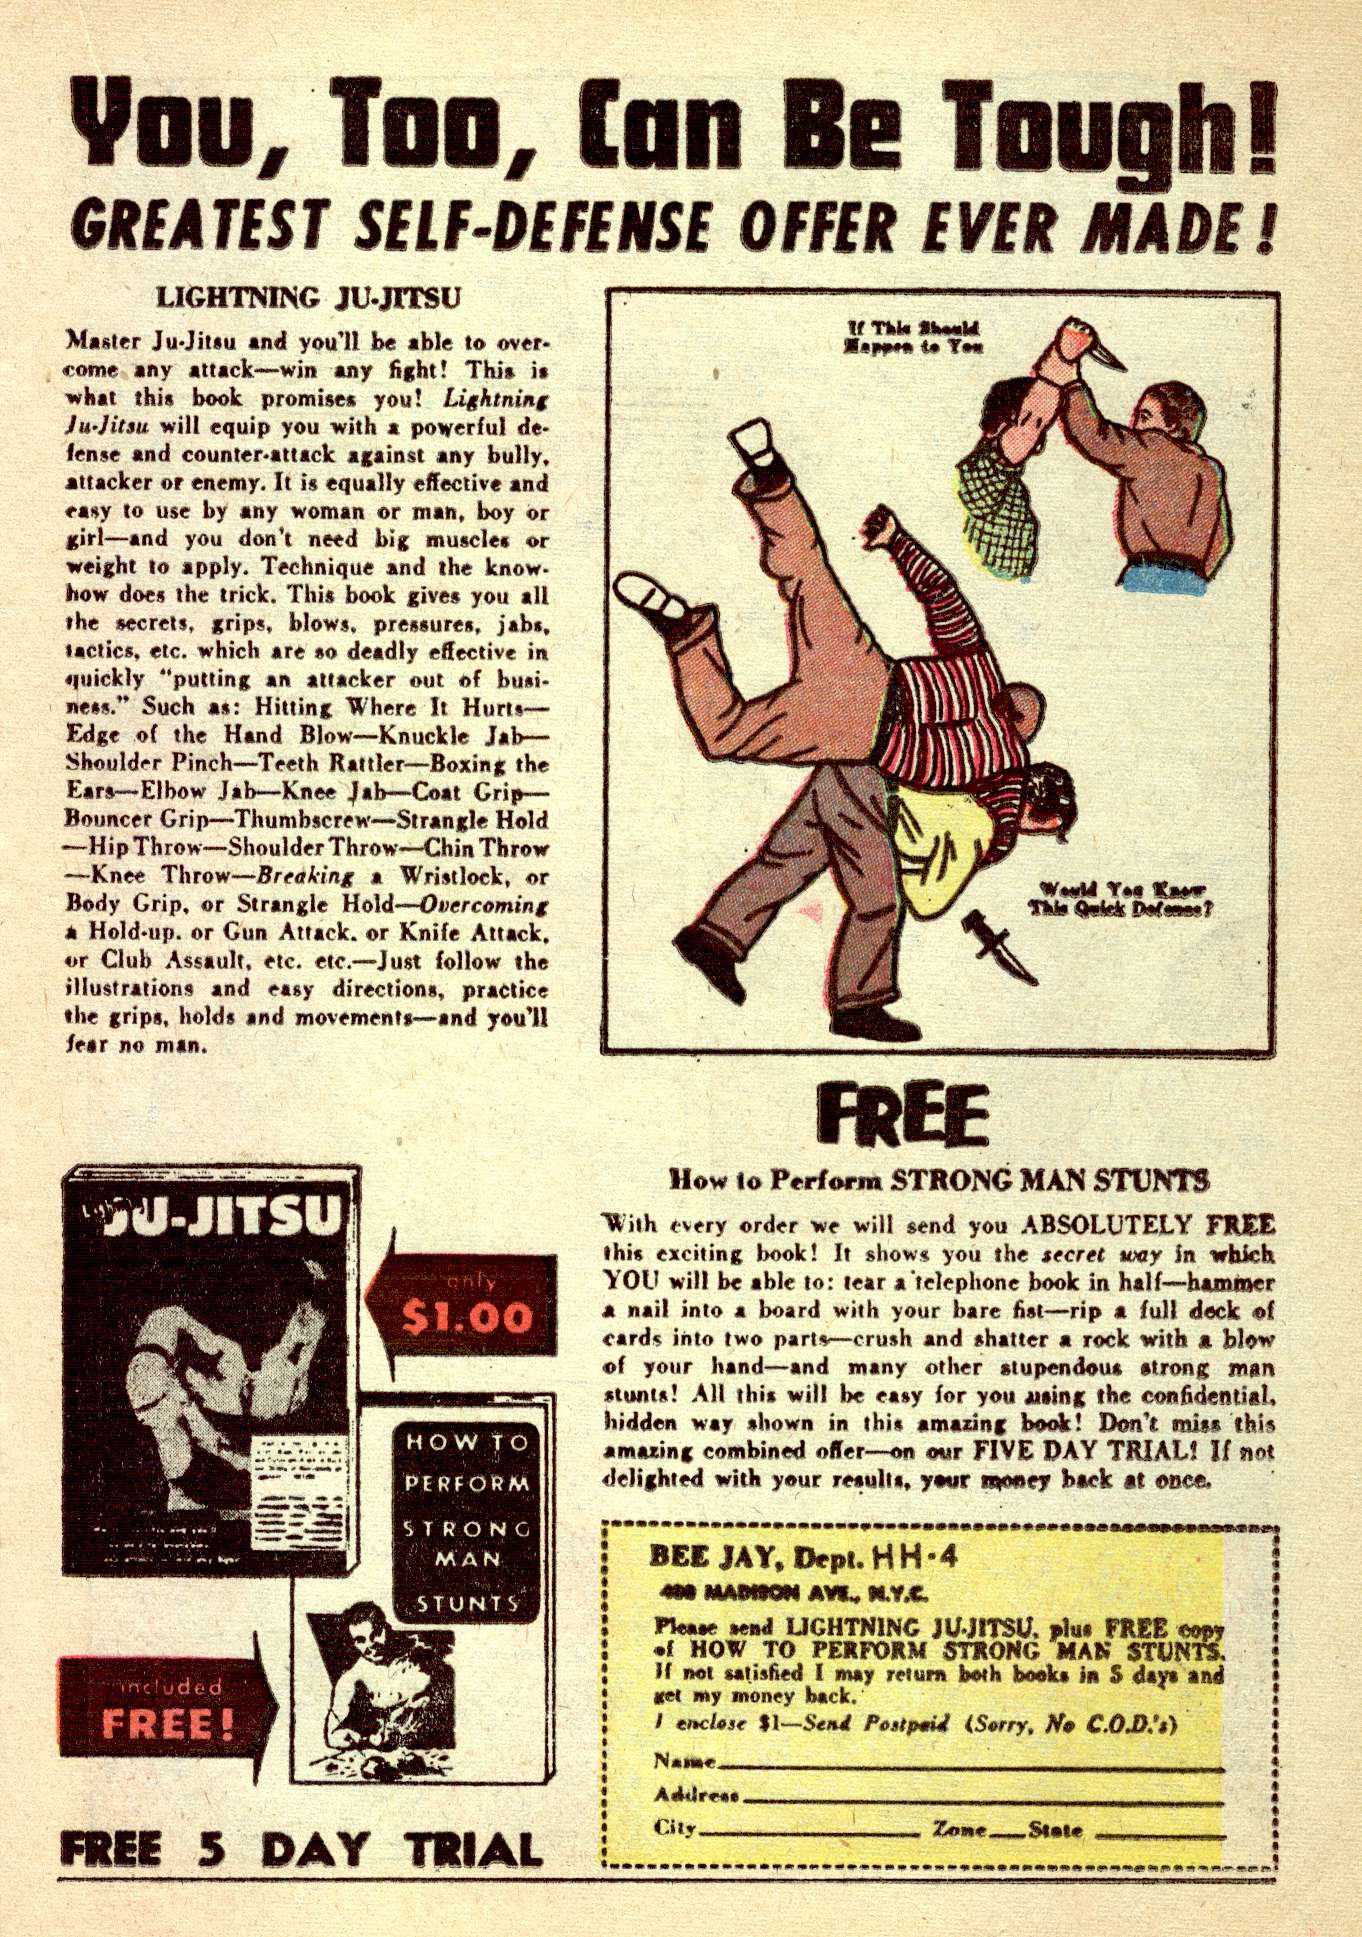 You, Too, Can Be Tough!
GREATEST SELF-DEFENSE OFFER EVER MADE!
LIGHTNING JU-JITSU
Master Ju-Jitsu and you'll be able to over-
come any attack—win any fight! This is
what this book promises you! Lightning
Ju-Jitsu will equip you with a powerful de-
fense and counter-attack against any bully,
attacker or enemy. It is equally effective and
easy to use by any woman or man, boy or
girl—and you don't need big muscles or
weight to apply. Technique and the know-
how does the trick. This book gives you all
the secrets, grips, blows, pressures, jabs,
tactics, etc. which are so deadly effective in
quickly "putting an attacker out of busi-
ness." Such as: Hitting Where It Hurts—
Edge of the Hand Blow—Knuckle Jab—
Shoulder Pinch—Teeth Rattler—Boxing the
Ears—Elbow Jab—Knee Jab—Coat Grip—
Bouncer Grip—Thumbscrew—Strangle Hold
—Hip Throw—Shoulder Throw—Chin Throw
—Knee Throw—Breaking a Wristlock, or
Body Grip, or Strangle Hold—Overcoming
a Hold-up, or Gun Attack, or Knife Attack,
or Club Assault, etc. etc.—Just follow the
illustrations and easy directions, practice
the grips, holds and movements—and you'll
fear no man.
If This Should
Happen to You
Would You Know
This Quick Defense?
Lightning
JU-JITSU
only
$1.00
HOW TO
PERFORM
STRONG
MAN
STUNTS
included
FREE!
FREE 5 DAY TRIAL
FREE
How to Perform STRONG MAN STUNTS
With every order we will send you ABSOLUTELY FREE
this exciting book! It shows you the secret way in which
YOU will be able to: tear a telephone book in half—hammer
a nail into a board with your bare fist—rip a full deck of
cards into two parts—crush and shatter a rock with a blow
of your hand—and many other stupendous strong man
stunts! All this will be easy for you using the confidential,
hidden way shown in this amazing book! Don't miss this
amazing combined offer—on our FIVE DAY TRIAL! If not
delighted with your results, your money back at once.
BEE JAY, Dept. HH-4
MADISON AVE., N.Y.C.
Please send LIGHTNING JU-JITSU, plus FREE copy
of HOW TO PERFORM STRONG MAN STUNTS.
If not satisfied I may return both books in 5 days and
get my money back.
I enclose $1—Send Postpaid (Sorry, No C.O.D.'s)
Name
Address
City Zone State